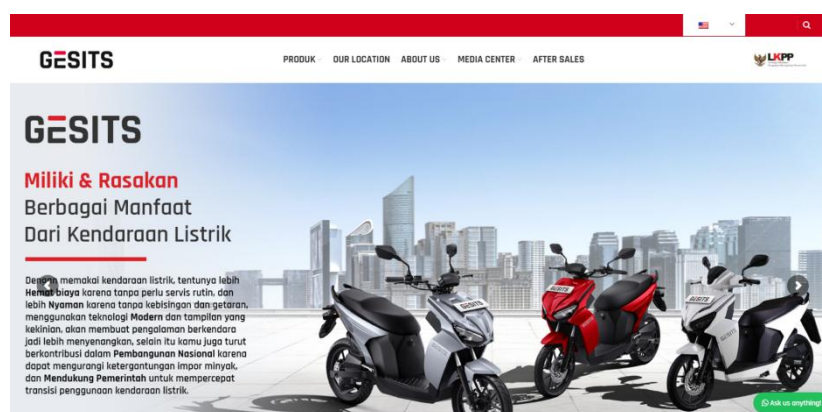 GESITS
PRODUK
OUR LOCATION
ABOUT US
MEDIA CENTER
AFTER SALES
LKPP
GESITS
Miliki & Rasakan
Berbagai Manfaat
Dari Kendaraan Listrik
Dengan memakai kendaraan listrik, tentunya lebih
Hemat biaya karena tanpa perlu servis rutin, dan
lebih Nyaman karena tanpa kebisingan dan getaran,
menggunakan teknologi Modern dan tampilan yang
kekinian, akan membuat pengalaman berkendara
jadi lebih menyenangkan, selain itu kamu juga turut
berkontribusi dalam Pembangunan Nasional karena
dapat mengurangi ketergantungan impor minyak,
dan Mendukung Pemerintah untuk mempercepat
transisi penggunaan kendaraan listrik.
GESITS
GESITS
GESITS
GESITS
Ask us anything!